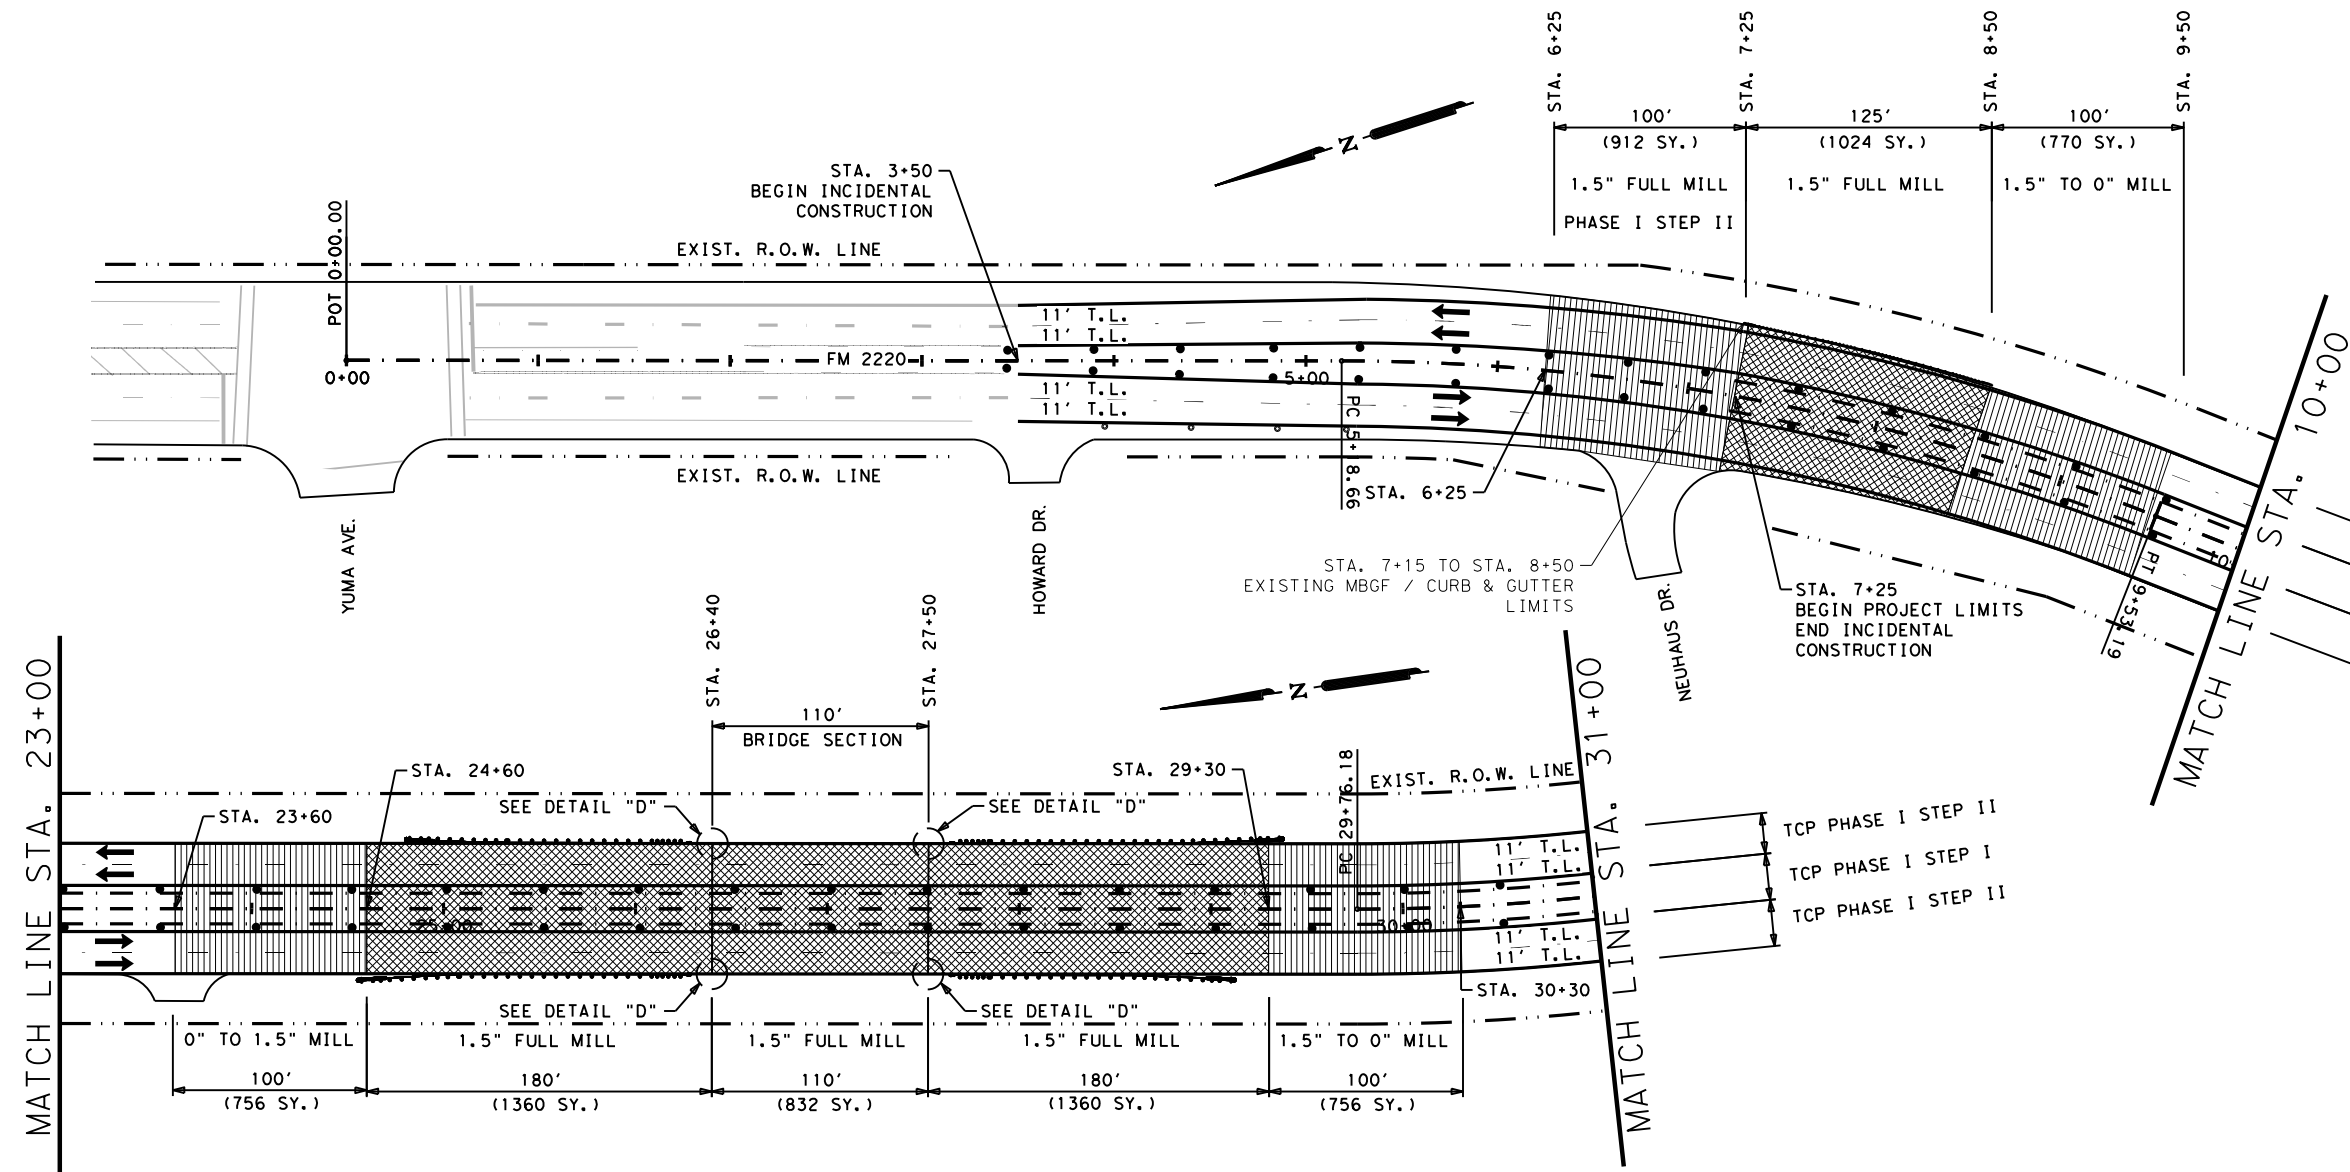 STA. 6+25
STA. 7+25
STA. 8+50
STA. 9+50
100'
125'
100'
(912 SY.)
(1024 SY.)
(770 SY.)
1.5" FULL MILL
1.5" FULL MILL
1.5" TO 0" MILL
PHASE I STEP II
N
STA. 3+50
BEGIN INCIDENTAL
CONSTRUCTION
POT 0+00.00
EXIST. R.O.W. LINE
11' T.L.
11' T.L.
FM 2220
0+00
5+00
11' T.L.
11' T.L.
PC 5+18.66
EXIST. R.O.W. LINE
STA. 6+25
YUMA AVE.
HOWARD DR.
NEUHAUS DR.
STA. 7+15 TO STA. 8+50
EXISTING MBGF / CURB & GUTTER
LIMITS
STA. 7+25
BEGIN PROJECT LIMITS
END INCIDENTAL
CONSTRUCTION
PT 9+53.19
MATCH LINE STA. 10+00
MATCH LINE STA. 23+00
STA. 26+40
STA. 27+50
110'
BRIDGE SECTION
N
STA. 24+60
STA. 29+30
PC 29+76.18
EXIST. R.O.W. LINE
STA. 23+60
SEE DETAIL "D"
SEE DETAIL "D"
11' T.L.
11' T.L.
25+00
30+00
11' T.L.
11' T.L.
TCP PHASE I STEP II
TCP PHASE I STEP I
TCP PHASE I STEP II
STA. 30+30
SEE DETAIL "D"
SEE DETAIL "D"
MATCH LINE STA. 31+00
0" TO 1.5" MILL
1.5" FULL MILL
1.5" FULL MILL
1.5" FULL MILL
1.5" TO 0" MILL
100'
180'
110'
180'
100'
(756 SY.)
(1360 SY.)
(832 SY.)
(1360 SY.)
(756 SY.)